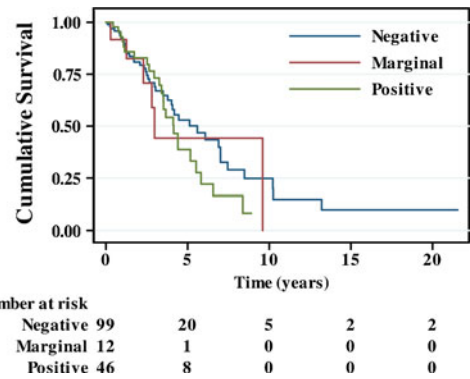 1.00
0.75
0.50
0.25
0.00
Cumulative Survival
Negative
Marginal
Positive
0 5 10 15 20
Time (years)
mber at risk
Negative 99 20 5 2 2
Marginal 12 1 0 0 0
Positive 46 8 0 0 0